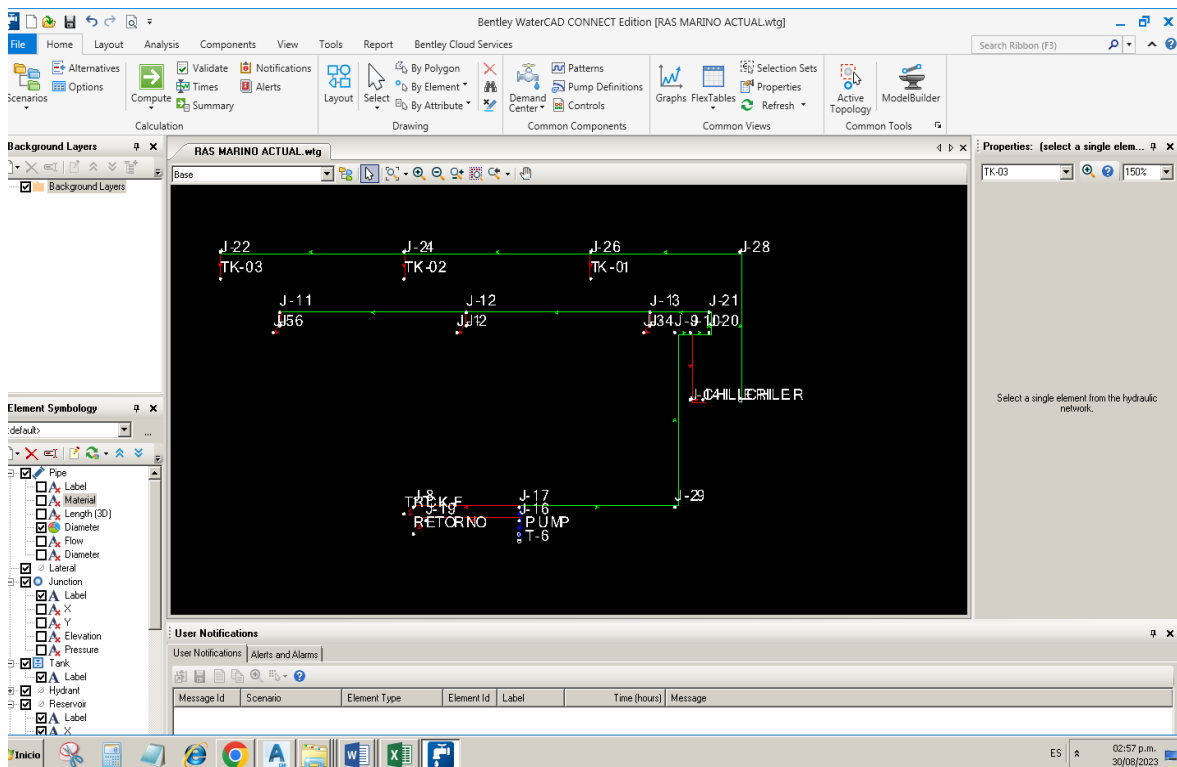 Bentley WaterCAD CONNECT Edition [RAS MARINO ACTUAL.wtg]
File Home Layout Analysis Components View Tools Report Bentley Cloud Services Search Ribbon (F3)
Alternatives Validate Notifications By Polygon Patterns Selection Sets
Options Times Alerts By Element Pump Definitions Properties
Scenarios Compute Summary Layout Select By Attribute Demand Center Controls Graphs FlexTables Refresh Active Topology ModelBuilder
Calculation Drawing Common Components Common Views Common Tools
Background Layers
Background Layers
RAS MARINO ACTUAL.wtg
Base
J-22 J-24 J-26 J-28
TK-03 TK-02 TK-01
J-11 J-12 J-13 J-21
J-29
J-17
J-16
RETORNO PUMP
T-6
Properties: (select a single elem...
TK-03 150%
Select a single element from the hydraulic
network.
Element Symbology
<default>
Pipe
Label
Material
Length (3D)
Diameter
Flow
Diameter
Lateral
Junction
Label
X
Y
Elevation
Pressure
Tank
Label
Hydrant
Reservoir
Label
X
User Notifications
User Notifications Alerts and Alarms
Message Id Scenario Element Type Element Id Label Time (hours) Message
Inicio ES 02:57 p.m.
30/08/2023